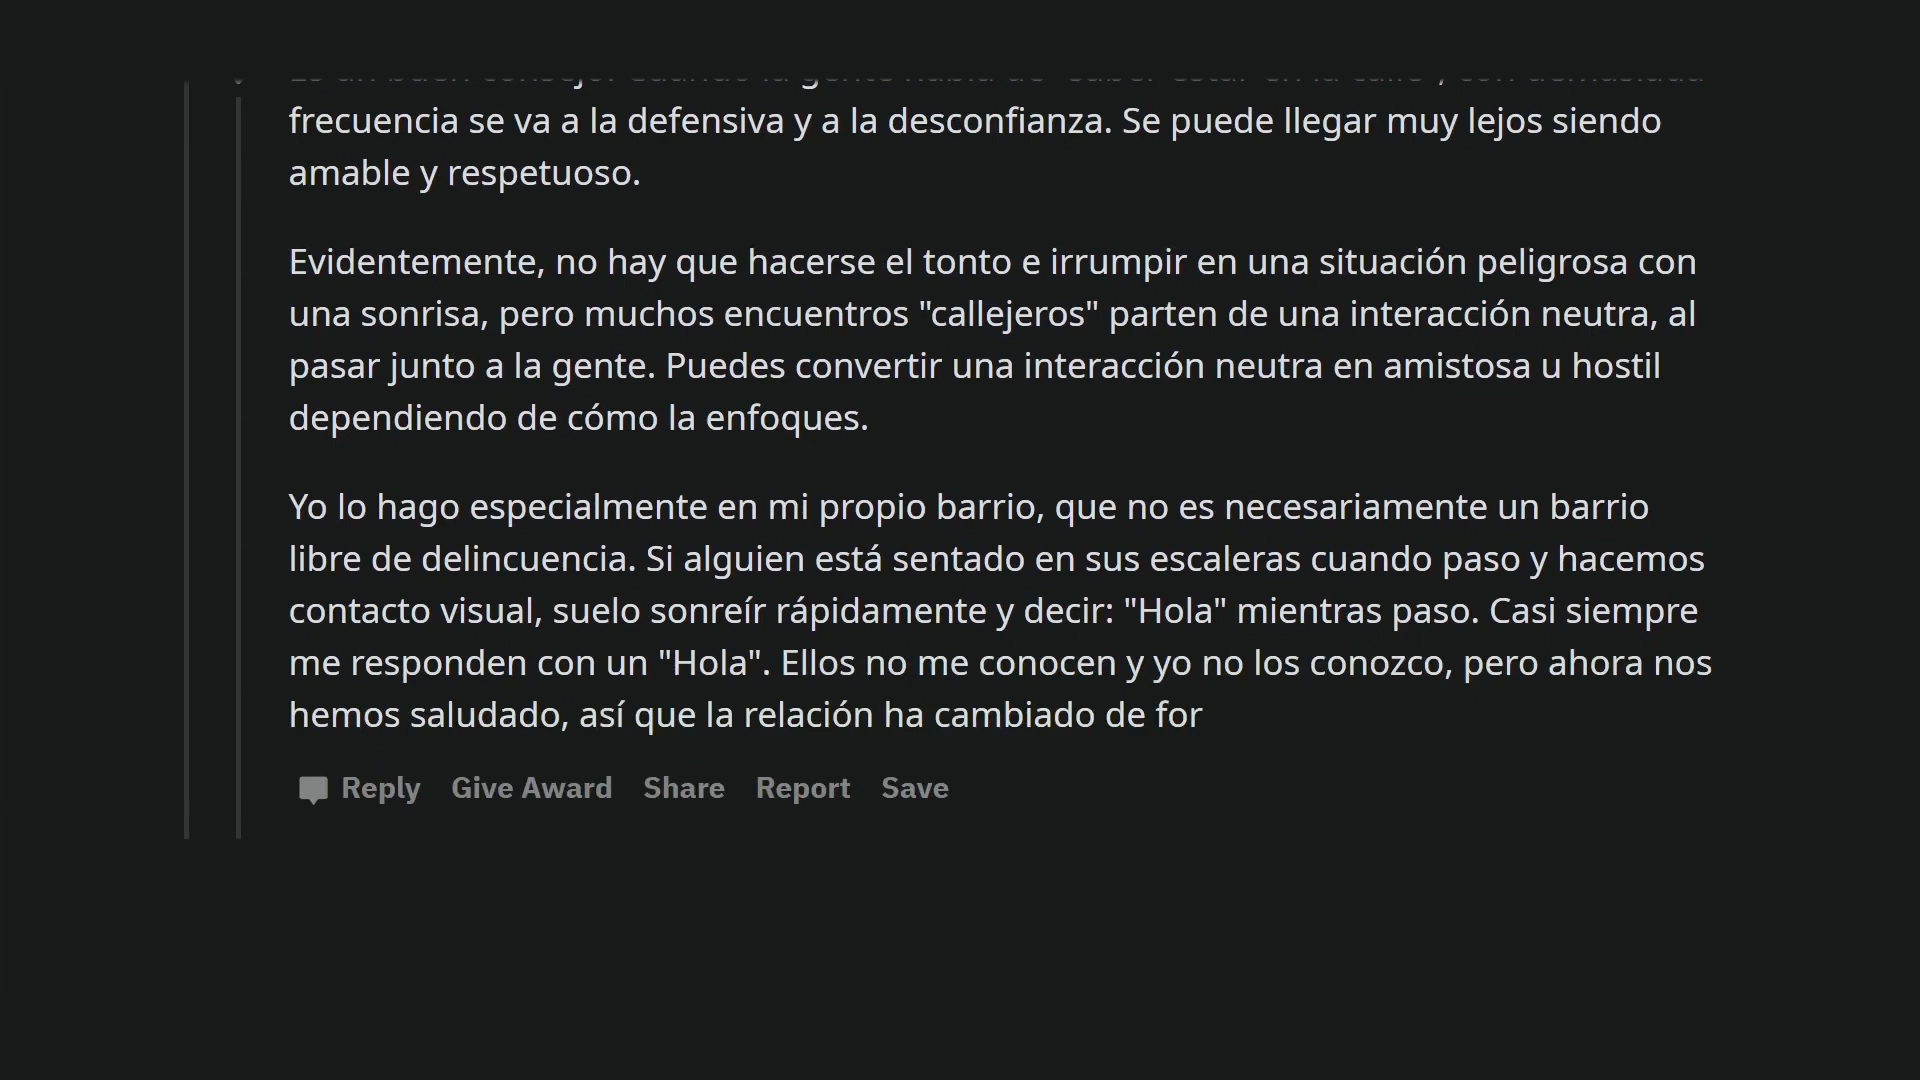 frecuencia se va a la defensiva y a la desconfianza. Se puede llegar muy lejos siendo
amable y respetuoso.
Evidentemente, no hay que hacerse el tonto e irrumpir en una situación peligrosa con
una sonrisa, pero muchos encuentros "callejeros" parten de una interacción neutra, al
pasar junto a la gente. Puedes convertir una interacción neutra en amistosa u hostil
dependiendo de cómo la enfoques.
Yo lo hago especialmente en mi propio barrio, que no es necesariamente un barrio
libre de delincuencia. Si alguien está sentado en sus escaleras cuando paso y hacemos
contacto visual, suelo sonreír rápidamente y decir: "Hola" mientras paso. Casi siempre
me responden con un "Hola". Ellos no me conocen y yo no los conozco, pero ahora nos
hemos saludado, así que la relación ha cambiado de for
Reply Give Award Share Report Save